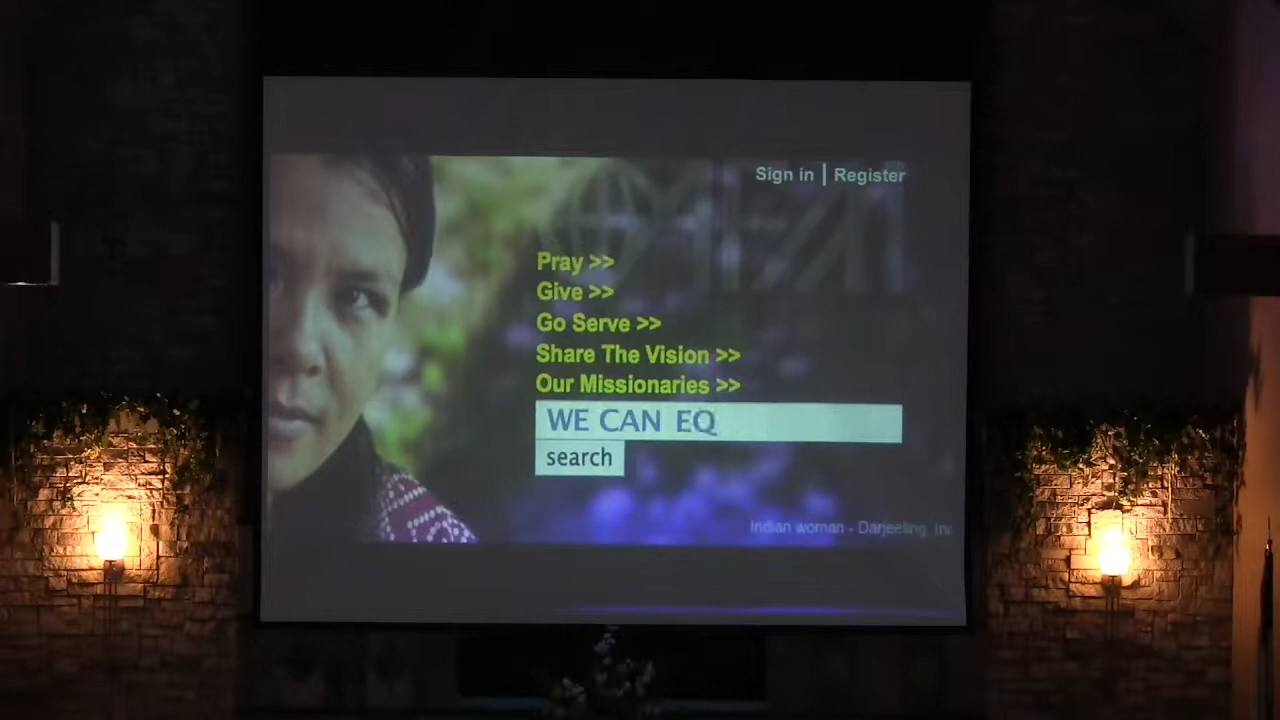 Sign in | Register
Pray >>
Give >>
Go Serve >>
Share The Vision >>
Our Missionaries >>
WE CAN EQ
search
Indian woman - Darjeeling, In